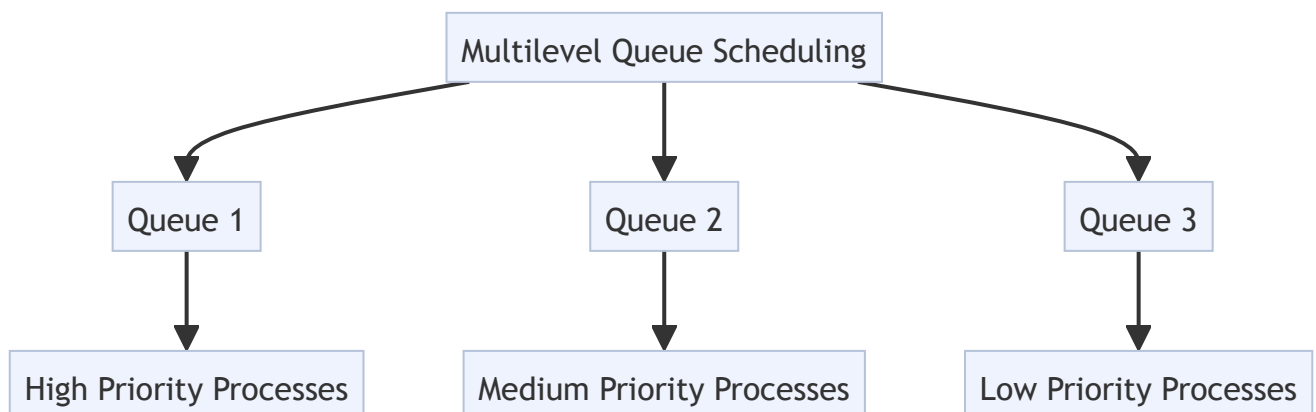 Multilevel Queue Scheduling
Queue 1
Queue 2
Queue 3
High Priority Processes
Medium Priority Processes
Low Priority Processes